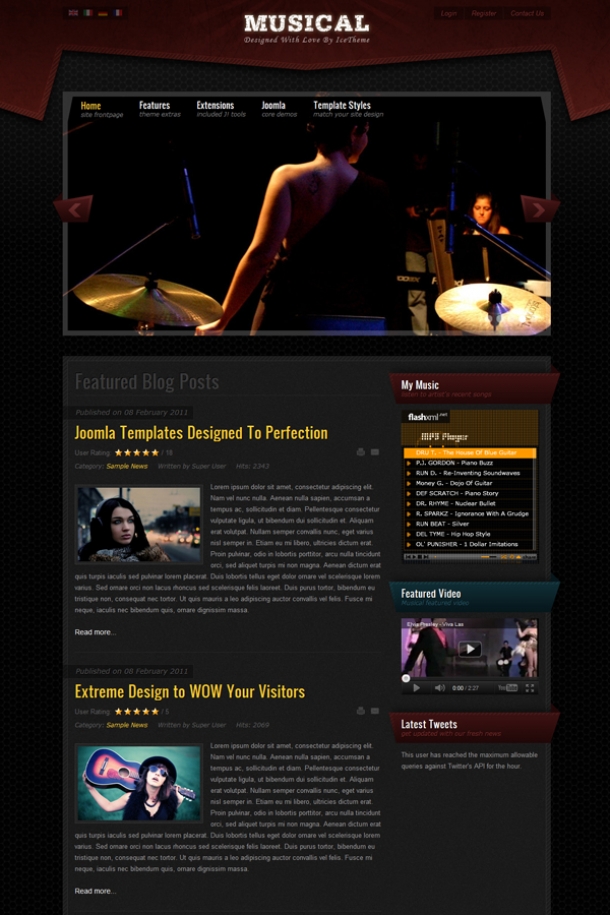 MUSICAL
Designed With Love By IceTheme
Login Register Contact Us
Home Features Extensions Joomla Template Styles
site frontpage theme extras included J! tools core demos match your site design
Featured Blog Posts
Published on 08 February 2011
Joomla Templates Designed To Perfection
User Rating: / 18
Category: Sample News Written by Super User Hits: 2343
Lorem ipsum dolor sit amet, consectetur adipiscing elit.
Nam vel nunc nulla. Aenean nulla sapien, accumsan a
tempus ac, sollicitudin et diam. Pellentesque consectetur
vulputate ligula, ut bibendum sollicitudin et. Aliquam
erat volutpat. Nullam semper convallis nunc, eget varius
nisl semper in. Etiam eu mi libero, ultricies dictum erat.
Proin pulvinar, odio in lobortis porttitor, arcu nulla tincidunt
orci, sed aliquet turpis mi non magna. Aenean dictum erat
quis turpis iaculis sed pulvinar lorem placerat. Duis lobortis tellus eget dolor ornare vel scelerisque lorem
varius. Sed ornare orci non lacus rhoncus sed scelerisque lectus aliquam. Duis purus tortor, bibendum eu
tristique non, consequat nec tortor. Ut quis mauris a leo adipiscing auctor convallis vel felis. Fusce mi
neque, iaculis nec bibendum quis, ornare dignissim massa.
Read more...
Published on 08 February 2011
Extreme Design to WOW Your Visitors
User Rating: / 5
Category: Sample News Written by Super User Hits: 2069
Lorem ipsum dolor sit amet, consectetur adipiscing elit.
Nam vel nunc nulla. Aenean nulla sapien, accumsan a
tempus ac, sollicitudin et diam. Pellentesque consectetur
vulputate ligula, ut bibendum sollicitudin et. Aliquam
erat volutpat. Nullam semper convallis nunc, eget varius
nisl semper in. Etiam eu mi libero, ultricies dictum erat.
Proin pulvinar, odio in lobortis porttitor, arcu nulla tincidunt
orci, sed aliquet turpis mi non magna. Aenean dictum erat
quis turpis iaculis sed pulvinar lorem placerat. Duis lobortis tellus eget dolor ornare vel scelerisque lorem
varius. Sed ornare orci non lacus rhoncus sed scelerisque lectus aliquam. Duis purus tortor, bibendum eu
tristique non, consequat nec tortor. Ut quis mauris a leo adipiscing auctor convallis vel felis. Fusce mi
neque, iaculis nec bibendum quis, ornare dignissim massa.
Read more...
My Music
listen to artist's recent songs
flashxml.net
MP3 Player
DRU T. - The House Of Blue Guitar
P.J. GORDON - Piano Buzz
RUN D. - Re-Inventing Soundwaves
Money G. - Dojo Of Guitar
DEF SCRATCH - Piano Story
DR. RHYME - Nuclear Bullet
R. SPARKZ - Ignorance With A Grudge
RUN BEAT - Silver
DEL TYME - Hip Hop Style
OL' PUNISHER - 1 Dollar Imitations
Featured Video
Musical featured video
Elvis Presley - Viva Las
0:00 / 2:27 YouTube
Latest Tweets
get updated with our fresh news
This user has reached the maximum allowable
queries against Twitter's API for the hour.